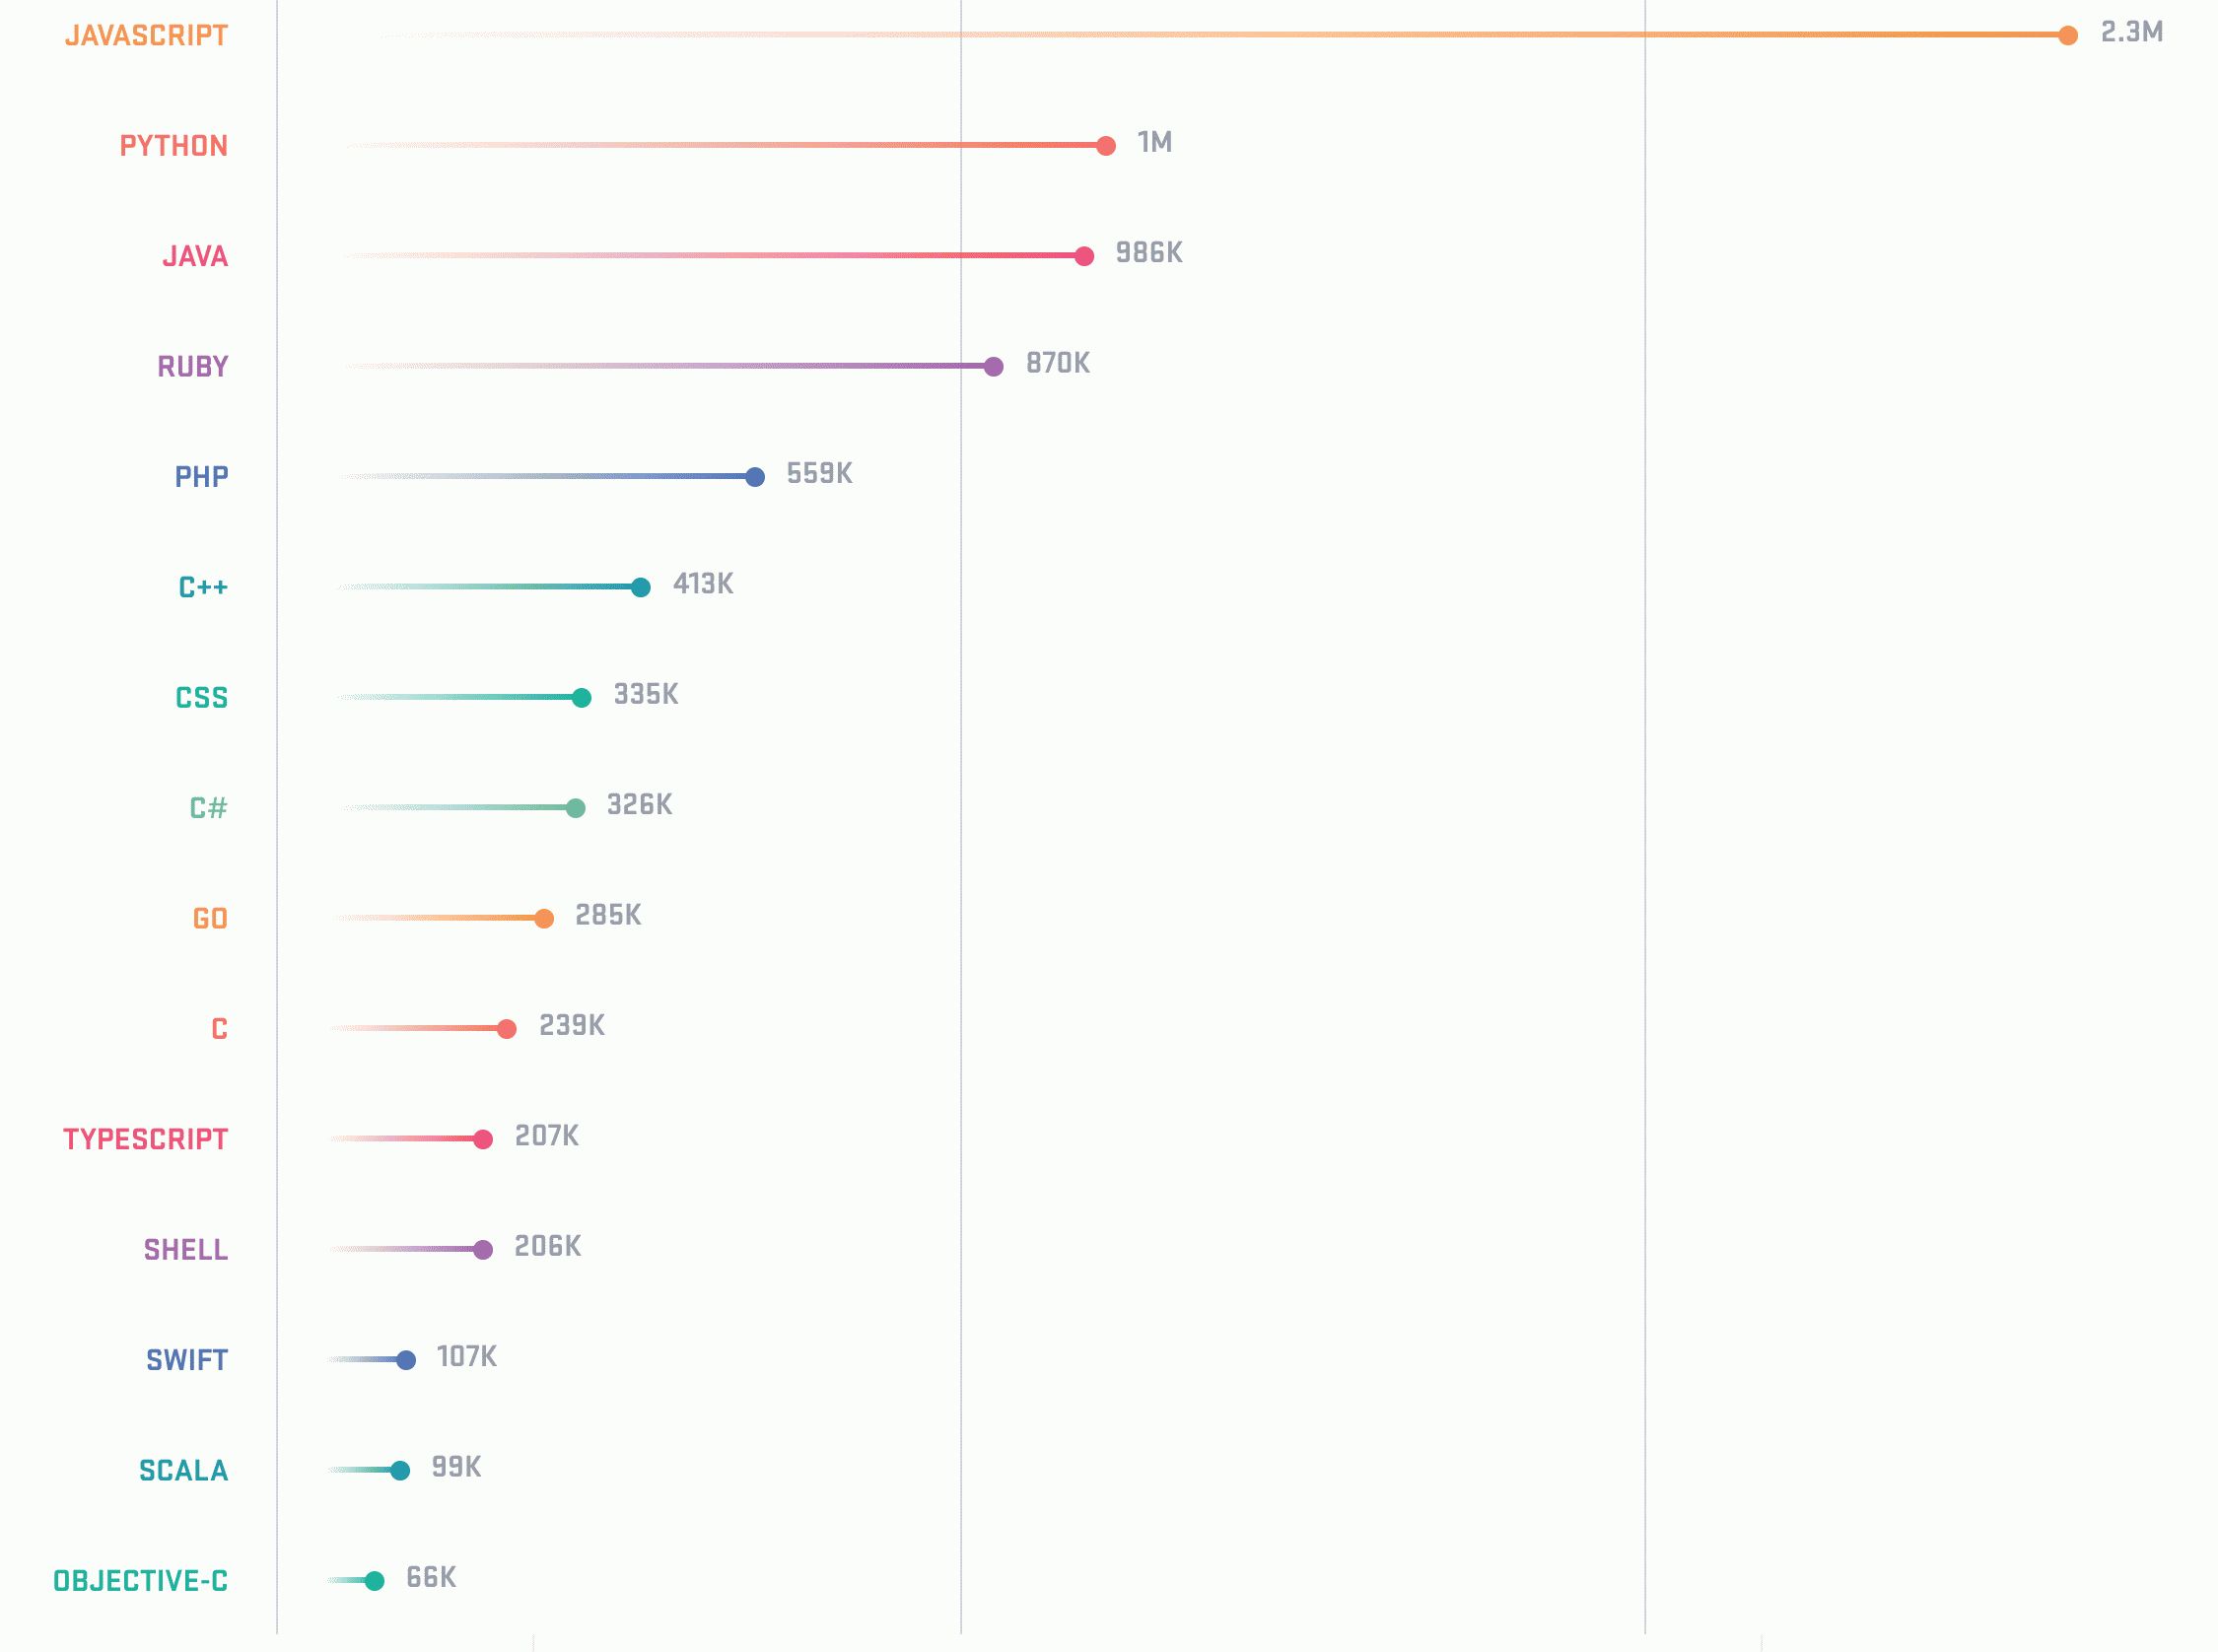 JAVASCRIPT 2.3M
PYTHON 1M
JAVA 986K
RUBY 870K
PHP 559K
C++ 413K
CSS 335K
C# 326K
GO 285K
C 239K
TYPESCRIPT 207K
SHELL 206K
SWIFT 107K
SCALA 99K
OBJECTIVE-C 66K